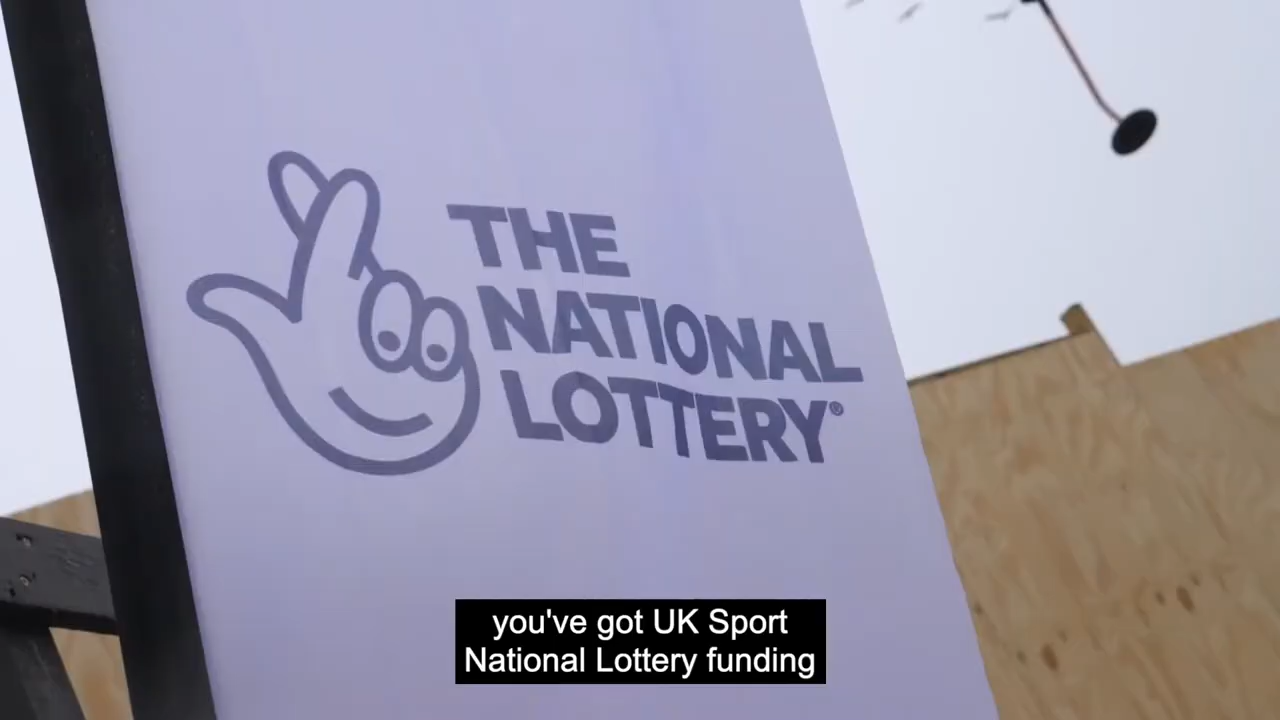 THE
NATIONAL
LOTTERY®
you've got UK Sport
National Lottery funding